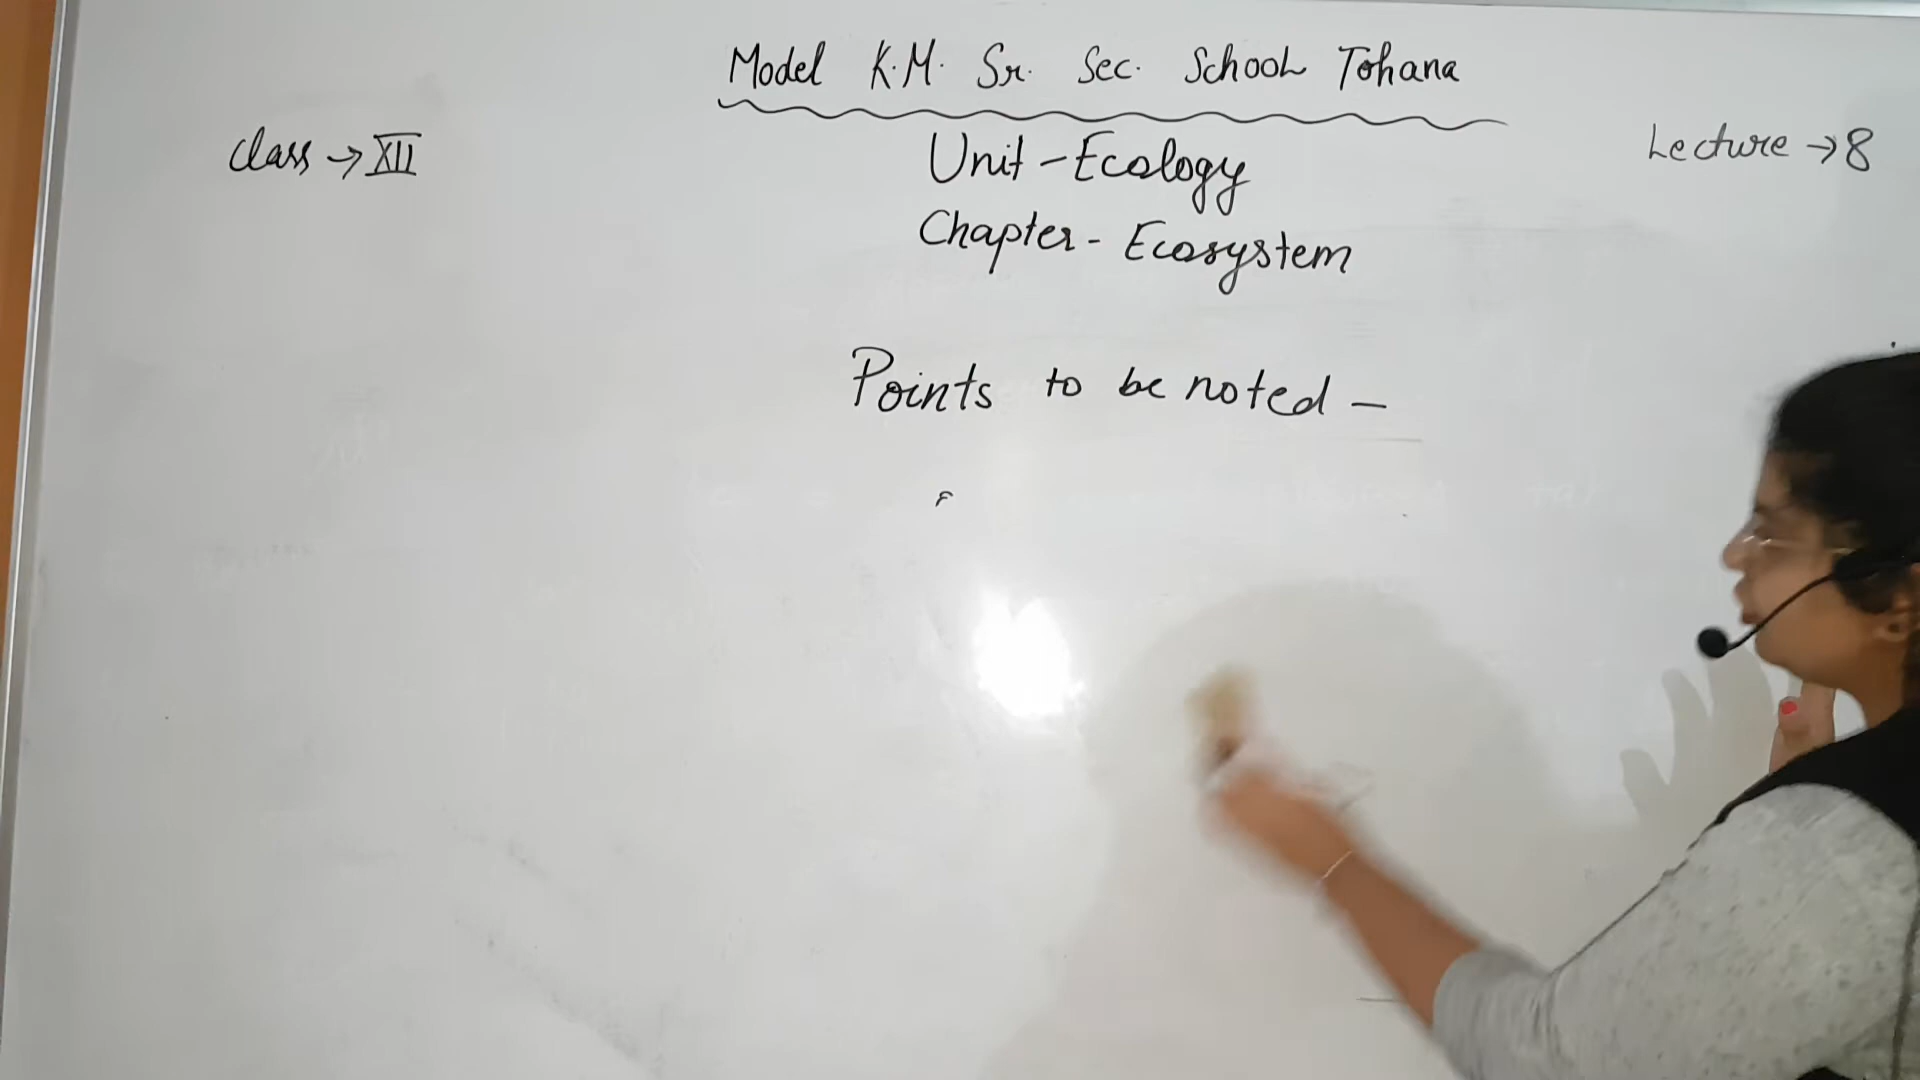 Model K.M. Sr. Sec. School Tohana
Class → XII
Lecture → 8
Unit - Ecology
Chapter - Ecosystem
Points to be noted -